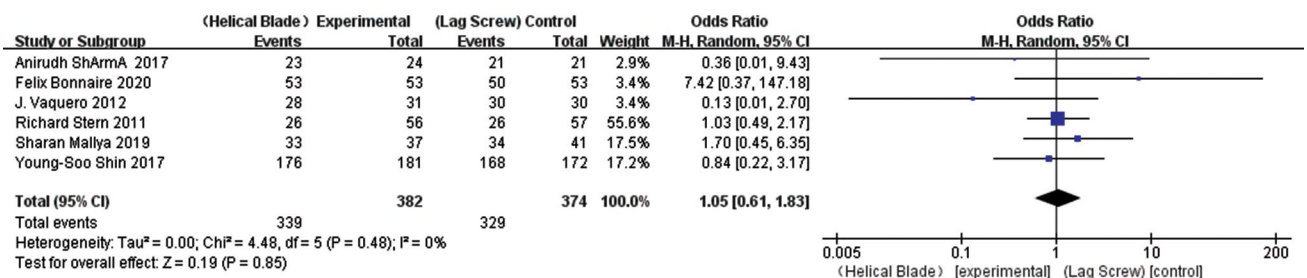 (Helical Blade) Experimental (Lag Screw) Control Odds Ratio Odds Ratio
Study or Subgroup Events Total Events Total Weight M-H, Random, 95% CI M-H, Random, 95% CI
Anirudh ShArmA 2017 23 24 21 21 2.9% 0.36 [0.01, 9.43]
Felix Bonnaire 2020 53 53 50 53 3.4% 7.42 [0.37, 147.18]
J. Vaquero 2012 28 31 30 30 3.4% 0.13 [0.01, 2.70]
Richard Stern 2011 26 56 26 57 55.6% 1.03 [0.49, 2.17]
Sharan Mallya 2019 33 37 34 41 17.5% 1.70 [0.45, 6.35]
Young-Soo Shin 2017 176 181 168 172 17.2% 0.84 [0.22, 3.17]
Total (95% CI) 382 374 100.0% 1.05 [0.61, 1.83]
Total events 339 329
Heterogeneity: Tau² = 0.00; Chi² = 4.48, df = 5 (P = 0.48); I² = 0%
Test for overall effect: Z = 0.19 (P = 0.85)
0.005 0.1 1 10 200
(Helical Blade) [experimental] (Lag Screw) [control]